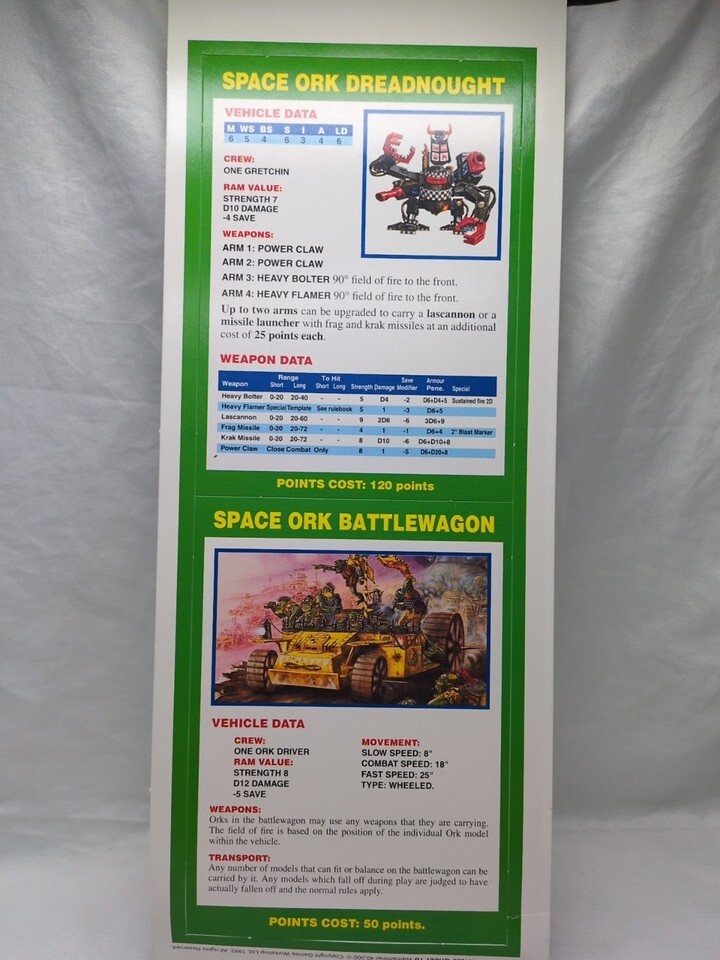 SPACE ORK DREADNOUGHT
VEHICLE DATA
M WS BS S I A LD
6 5 4 6 3 4 6
CREW:
ONE GRETCHIN
RAM VALUE:
STRENGTH 7
D10 DAMAGE
-4 SAVE
WEAPONS:
ARM 1: POWER CLAW
ARM 2: POWER CLAW
ARM 3: HEAVY BOLTER 90° field of fire to the front.
ARM 4: HEAVY FLAMER 90° field of fire to the front.
Up to two arms can be upgraded to carry a lascannon or a
missile launcher with frag and krak missiles at an additional
cost of 25 points each.
WEAPON DATA
Range To Hit Save Armour
Weapon Short Long Short Long Strength Damage Modifier Pene. Special
Heavy Bolter 0-20 20-40 - - 5 D4 -2 D6+D4+5 Sustained fire 2D
Heavy Flamer Special Template See rulebook 5 1 -3 D6+5
Lascannon 0-20 20-60 - - 9 2D6 -6 3D6+9
Frag Missile 0-20 20-72 - - 4 1 -1 D6+4 2" Blast Marker
Krak Missile 0-20 20-72 - - 8 D10 -6 D6+D10+8
Power Claw Close Combat Only 8 1 -5 D6+D20+8
POINTS COST: 120 points
SPACE ORK BATTLEWAGON
VEHICLE DATA
CREW:
ONE ORK DRIVER
RAM VALUE:
STRENGTH 8
D12 DAMAGE
-5 SAVE
MOVEMENT:
SLOW SPEED: 8"
COMBAT SPEED: 18"
FAST SPEED: 25"
TYPE: WHEELED.
WEAPONS:
Orks in the battlewagon may use any weapons that they are carrying.
The field of fire is based on the position of the individual Ork model
within the vehicle.
TRANSPORT:
Any number of models that can fit or balance on the battlewagon can be
carried by it. Any models which fall off during play are judged to have
actually fallen off and the normal rules apply.
POINTS COST: 50 points.
Warhammer 40,000 © Copyright Games Workshop Ltd, 1993. All rights Reserved